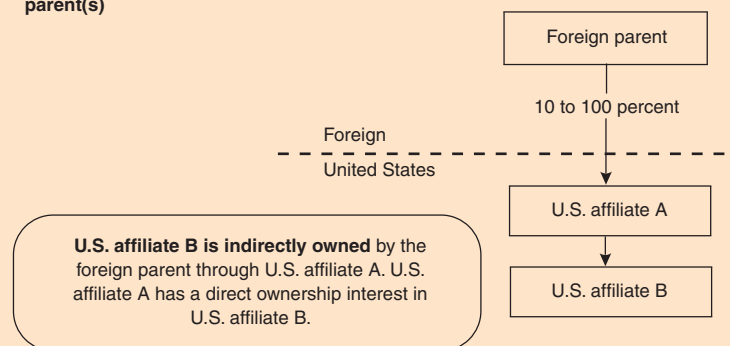 parent(s)
Foreign parent
10 to 100 percent
Foreign
United States
U.S. affiliate A
U.S. affiliate B is indirectly owned by the
foreign parent through U.S. affiliate A. U.S.
affiliate A has a direct ownership interest in
U.S. affiliate B.
U.S. affiliate B